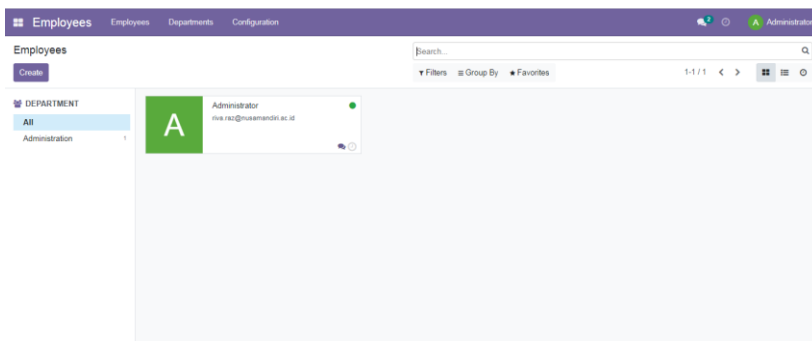 Employees Employees Departments Configuration 2 A Administrator
Employees
Search...
Create
Filters Group By Favorites 1-1 / 1
DEPARTMENT
All
Administration 1
A
Administrator
riva.raz@nusamandiri.ac.id